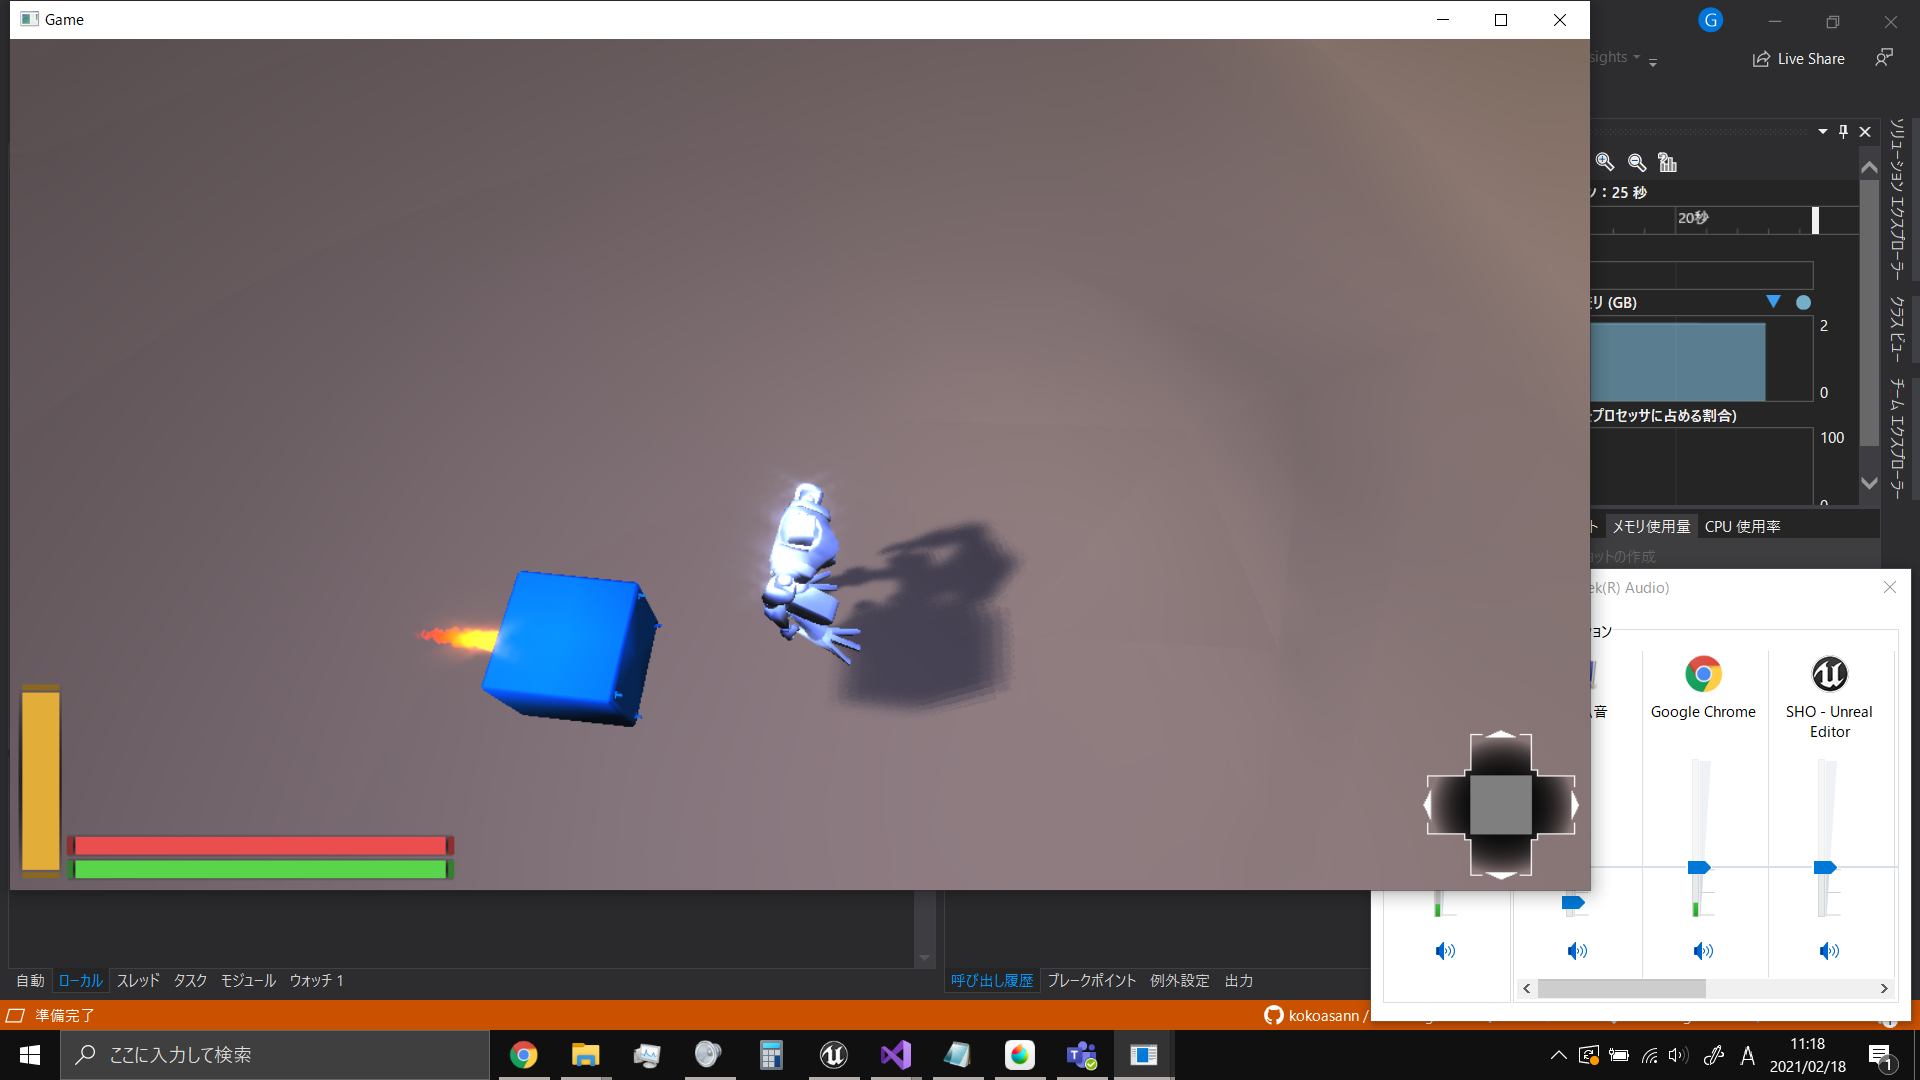 Game
G
sights
Live Share
ン：25 秒
20秒
モリ (GB)
2
0
プロセッサに占める割合)
100
0
ト メモリ使用量 CPU 使用率
ョットの作成
ソリューション エクスプローラー
クラス ビュー
チーム エクスプローラー
ek(R) Audio)
ョン
音
Google Chrome
SHO - Unreal
Editor
自動 ローカル スレッド タスク モジュール ウォッチ 1
呼び出し履歴 ブレークポイント 例外設定 出力
準備完了
kokoasann /
ここに入力して検索
A
11:18
2021/02/18
1